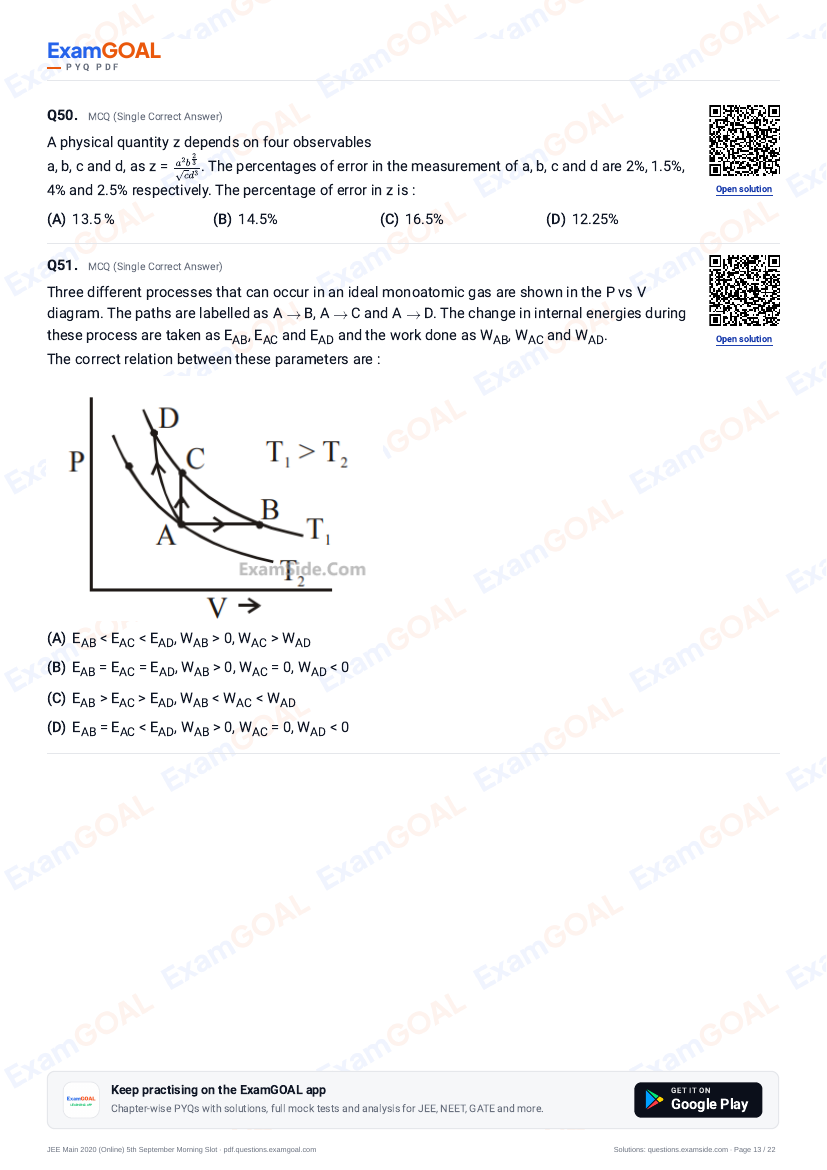 ExamGOAL
PYQ PDF
Q50. MCQ (Single Correct Answer)
A physical quantity z depends on four observables
a, b, c and d, as z = $\frac{a^2 b^{\frac{2}{3}}}{\sqrt{c} d^3}$. The percentages of error in the measurement of a, b, c and d are 2%, 1.5%,
4% and 2.5% respectively. The percentage of error in z is :
Open solution
(A) 13.5 % (B) 14.5% (C) 16.5% (D) 12.25%
Q51. MCQ (Single Correct Answer)
Three different processes that can occur in an ideal monoatomic gas are shown in the P vs V
diagram. The paths are labelled as A → B, A → C and A → D. The change in internal energies during
these process are taken as E_AB, E_AC and E_AD and the work done as W_AB, W_AC and W_AD.
Open solution
The correct relation between these parameters are :
D
P
C
T₁ > T₂
B
A
T₁
ExamSide.Com
T₂
V →
(A) E_AB < E_AC < E_AD, W_AB > 0, W_AC > W_AD
(B) E_AB = E_AC = E_AD, W_AB > 0, W_AC = 0, W_AD < 0
(C) E_AB > E_AC > E_AD, W_AB < W_AC < W_AD
(D) E_AB = E_AC < E_AD, W_AB > 0, W_AC = 0, W_AD < 0
ExamGOAL
Keep practising on the ExamGOAL app
Chapter-wise PYQs with solutions, full mock tests and analysis for JEE, NEET, GATE and more.
GET IT ON
Google Play
JEE Main 2020 (Online) 5th September Morning Slot · pdf.questions.examgoal.com
Solutions: questions.examside.com · Page 13 / 22